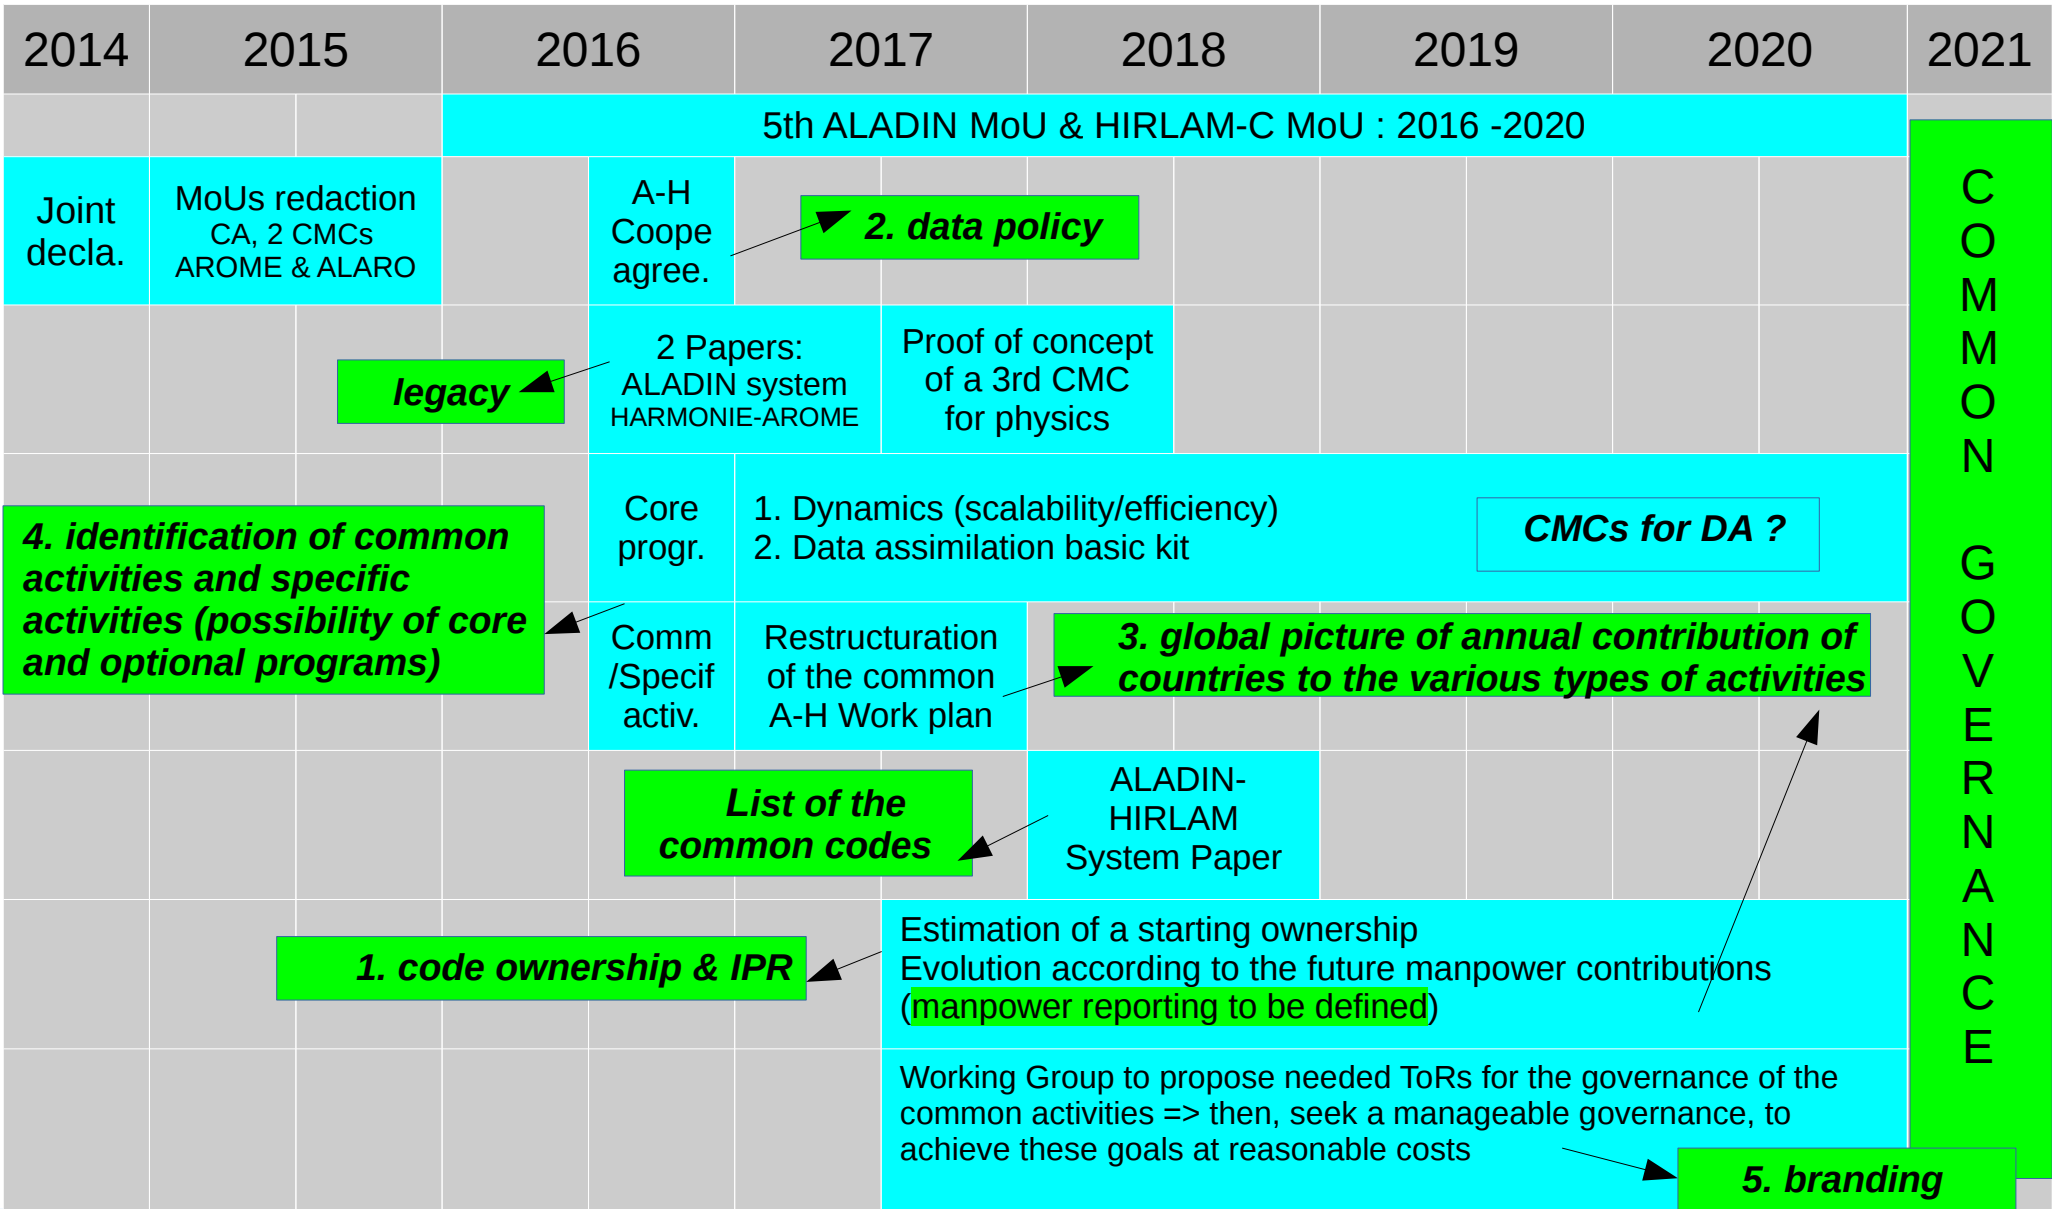 2014 2015 2016 2017 2018 2019 2020 2021
5th ALADIN MoU & HIRLAM-C MoU : 2016 -2020
Joint
decla.
MoUs redaction
CA, 2 CMCs
AROME & ALARO
A-H
Coope
agree.
2. data policy
legacy
2 Papers:
ALADIN system
HARMONIE-AROME
Proof of concept
of a 3rd CMC
for physics
4. identification of common
activities and specific
activities (possibility of core
and optional programs)
Core
progr.
1. Dynamics (scalability/efficiency)
2. Data assimilation basic kit
CMCs for DA ?
Comm
/Specif
activ.
Restructuration
of the common
A-H Work plan
3. global picture of annual contribution of
countries to the various types of activities
List of the
common codes
ALADIN-
HIRLAM
System Paper
1. code ownership & IPR
Estimation of a starting ownership
Evolution according to the future manpower contributions
(manpower reporting to be defined)
Working Group to propose needed ToRs for the governance of the
common activities => then, seek a manageable governance, to
achieve these goals at reasonable costs
5. branding
COMMON GOVERNANCE